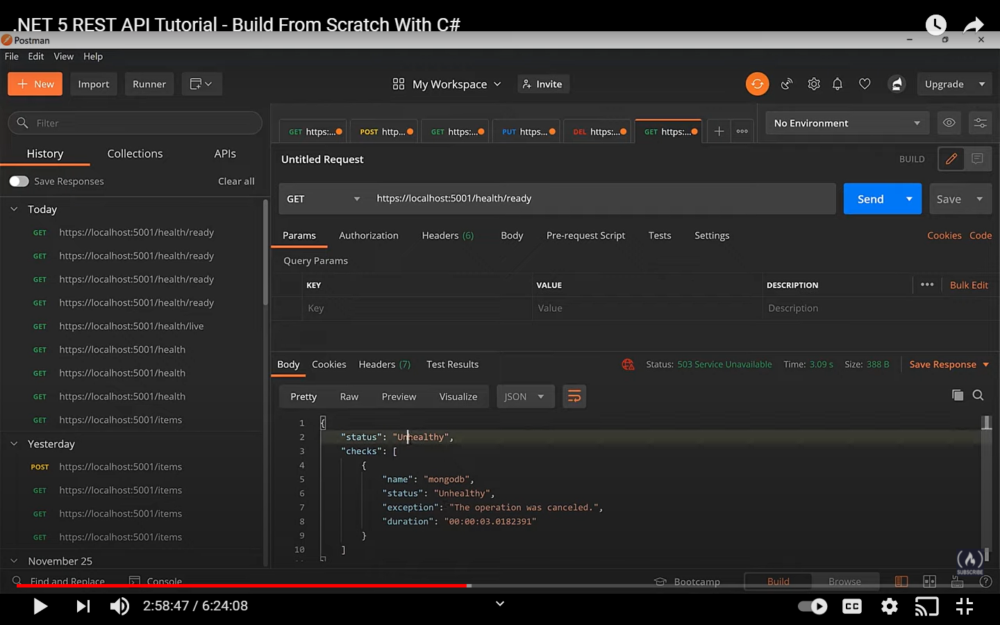 .NET 5 REST API Tutorial - Build From Scratch With C#
Postman
File Edit View Help
New Import Runner My Workspace Invite Upgrade
Filter
GET https:... POST http... GET https:... PUT https... DEL https:... GET https:... No Environment
History Collections APIs
Untitled Request BUILD
Save Responses Clear all
GET https://localhost:5001/health/ready Send Save
Today
GET https://localhost:5001/health/ready
GET https://localhost:5001/health/ready
GET https://localhost:5001/health/ready
GET https://localhost:5001/health/ready
GET https://localhost:5001/health/live
GET https://localhost:5001/health
GET https://localhost:5001/health
GET https://localhost:5001/health
GET https://localhost:5001/items
Yesterday
POST https://localhost:5001/items
GET https://localhost:5001/items
GET https://localhost:5001/items
GET https://localhost:5001/items
November 25
Params Authorization Headers (6) Body Pre-request Script Tests Settings Cookies Code
Query Params
KEY VALUE DESCRIPTION Bulk Edit
Key Value Description
Body Cookies Headers (7) Test Results Status: 503 Service Unavailable Time: 3.09 s Size: 388 B Save Response
Pretty Raw Preview Visualize JSON
1 {
2 "status": "Unhealthy",
3 "checks": [
4 {
5 "name": "mongodb",
6 "status": "Unhealthy",
7 "exception": "The operation was canceled.",
8 "duration": "00:00:03.0182391"
9 }
10 ]
SUBSCRIBE
Find and Replace Console Bootcamp Build Browse
2:58:47 / 6:24:08 CC